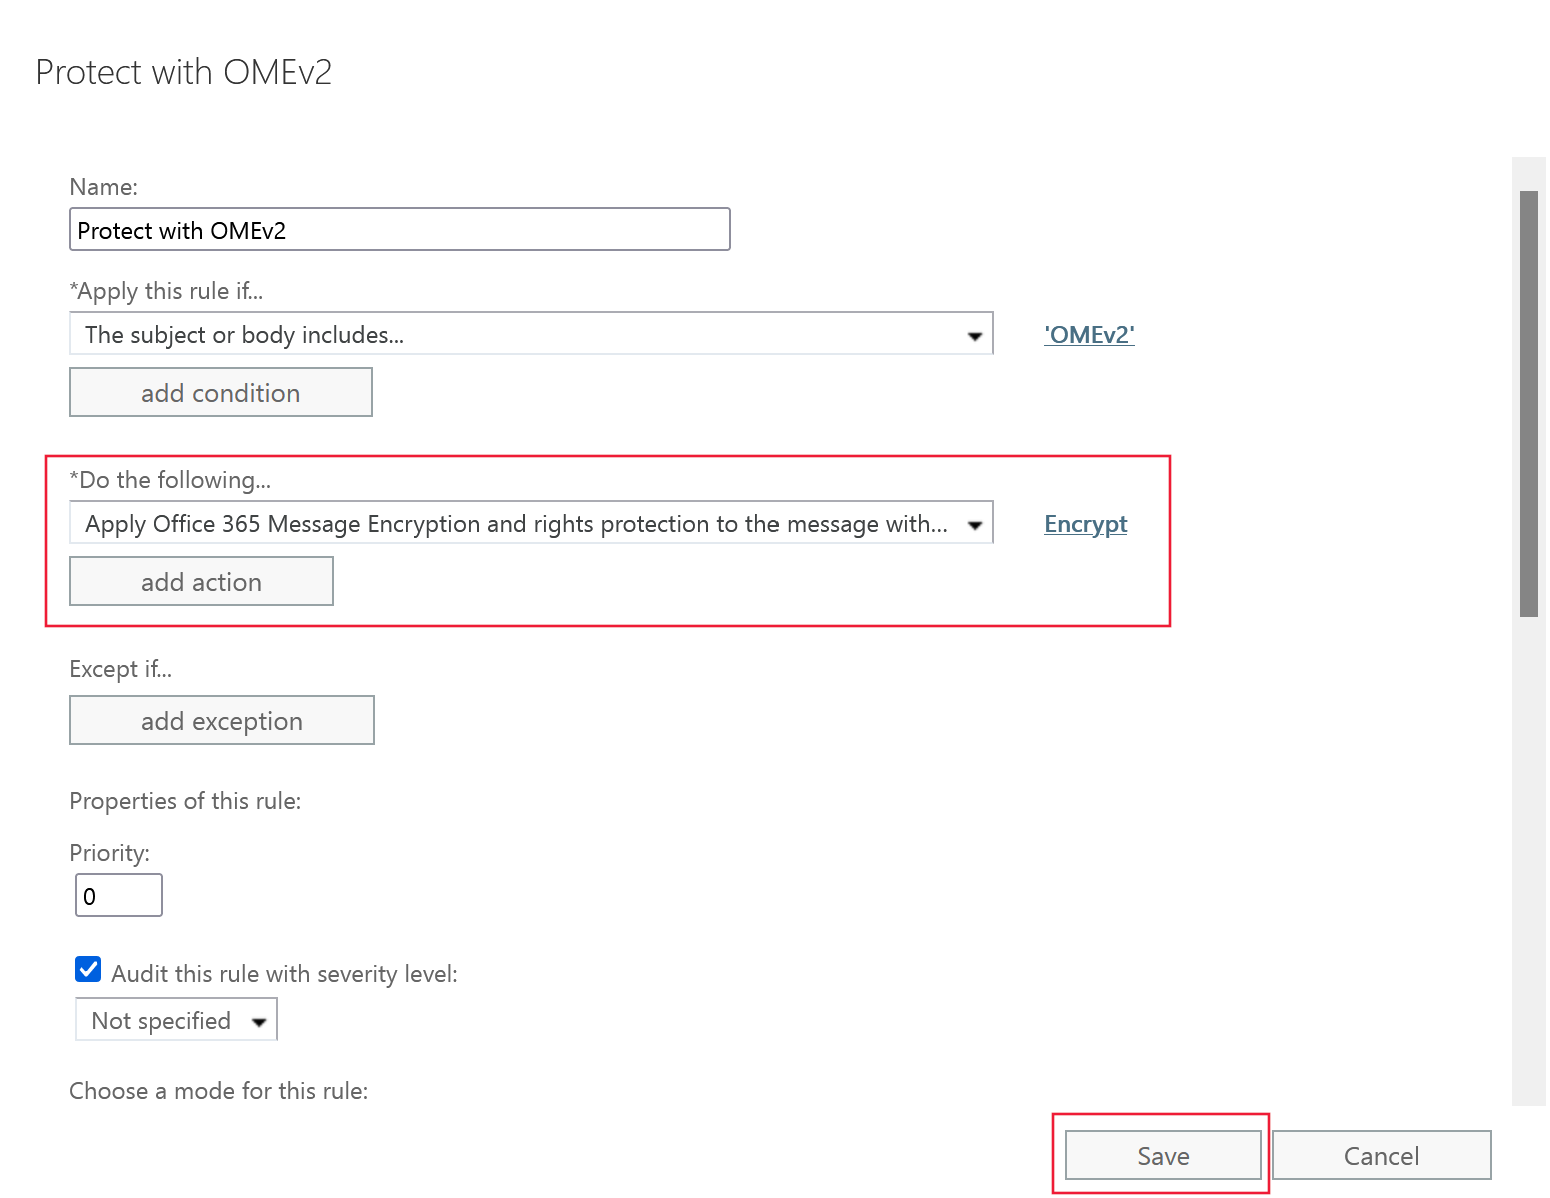 Protect with OMEv2
Name:
Protect with OMEv2
*Apply this rule if...
The subject or body includes...
'OMEv2'
add condition
*Do the following...
Apply Office 365 Message Encryption and rights protection to the message with...
Encrypt
add action
Except if...
add exception
Properties of this rule:
Priority:
0
Audit this rule with severity level:
Not specified
Choose a mode for this rule:
Save
Cancel